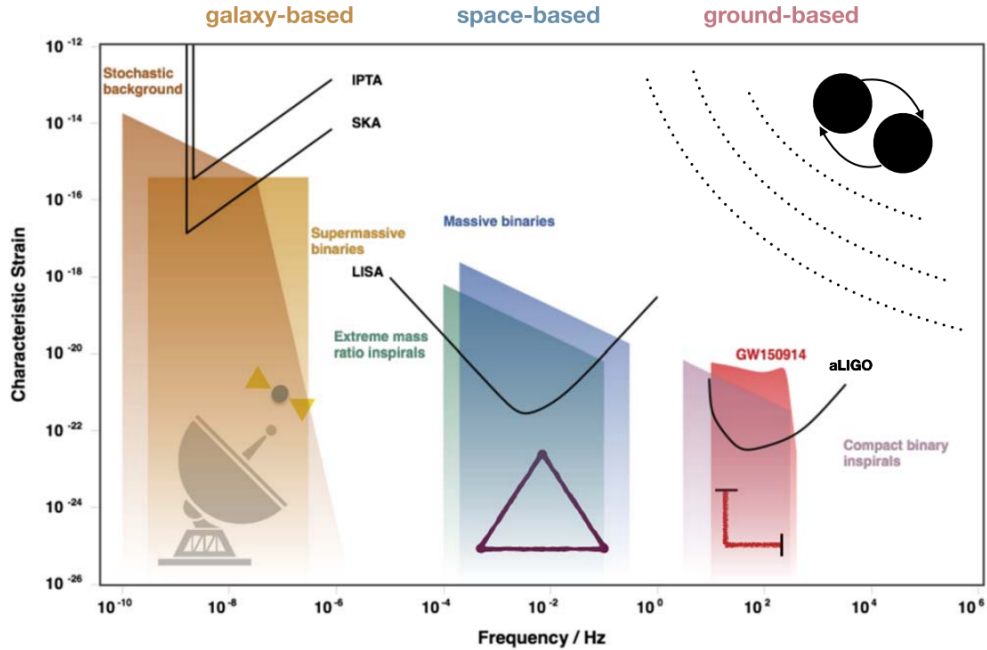 galaxy-based
space-based
ground-based
10^-12
Stochastic
background
IPTA
10^-14
SKA
10^-16
Massive binaries
Supermassive
binaries
LISA
10^-18
Extreme mass
ratio inspirals
10^-20
GW150914
aLIGO
10^-22
Compact binary
inspirals
10^-24
10^-26
Characteristic Strain
10^-10
10^-8
10^-6
10^-4
10^-2
10^0
10^2
10^4
10^6
Frequency / Hz